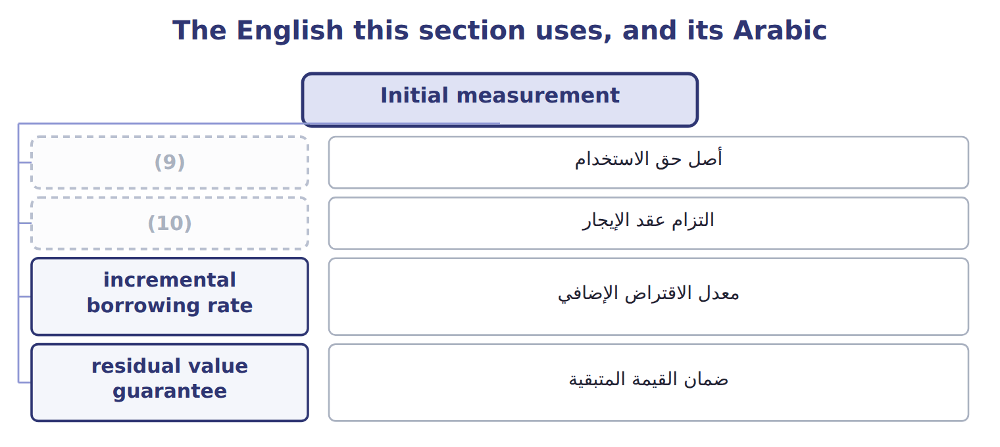 The English this section uses, and its Arabic
Initial measurement
(9)
أصل حق الاستخدام
(10)
التزام عقد الإيجار
incremental
borrowing rate
معدل الاقتراض الإضافي
residual value
guarantee
ضمان القيمة المتبقية